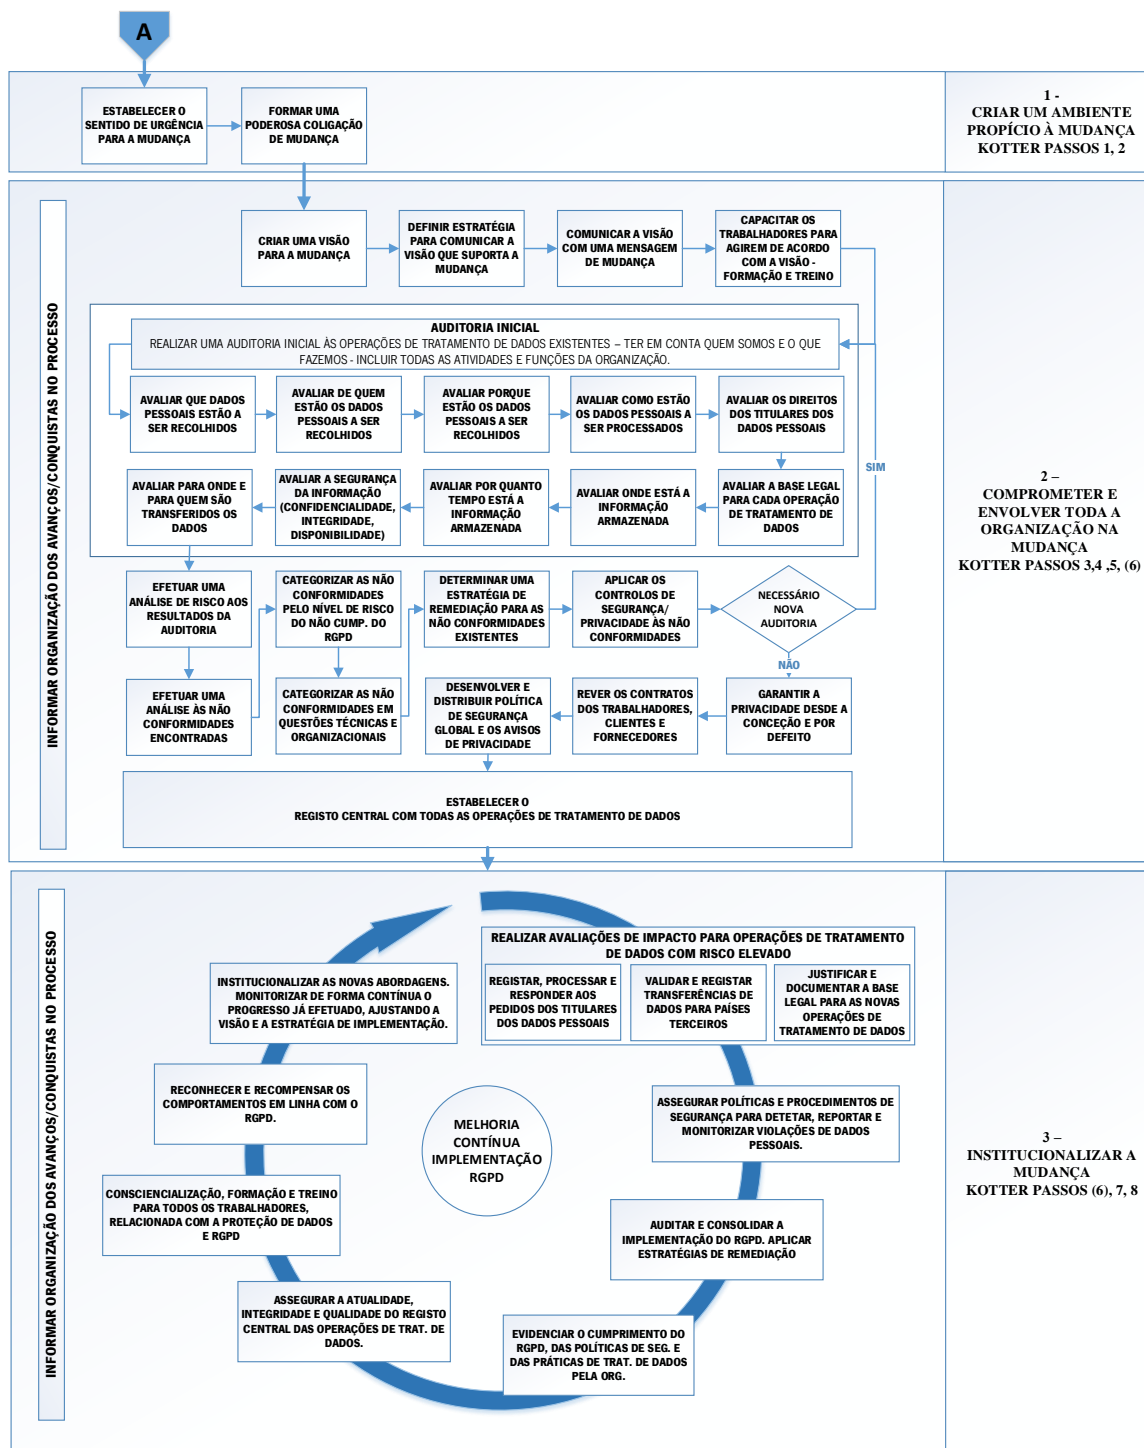 A
ESTABELECER O
SENTIDO DE URGÊNCIA
PARA A MUDANÇA
FORMAR UMA
PODEROSA COLIGAÇÃO
DE MUDANÇA
1 -
CRIAR UM AMBIENTE
PROPÍCIO À MUDANÇA
KOTTER PASSOS 1, 2
INFORMAR ORGANIZAÇÃO DOS AVANÇOS/CONQUISTAS NO PROCESSO
CRIAR UMA VISÃO
PARA A MUDANÇA
DEFINIR ESTRATÉGIA
PARA COMUNICAR A
VISÃO QUE SUPORTA A
MUDANÇA
COMUNICAR A VISÃO
COM UMA MENSAGEM
DE MUDANÇA
CAPACITAR OS
TRABALHADORES PARA
AGIREM DE ACORDO
COM A VISÃO -
FORMAÇÃO E TREINO
AUDITORIA INICIAL
REALIZAR UMA AUDITORIA INICIAL ÀS OPERAÇÕES DE TRATAMENTO DE DADOS EXISTENTES – TER EM CONTA QUEM SOMOS E O QUE
FAZEMOS - INCLUIR TODAS AS ATIVIDADES E FUNÇÕES DA ORGANIZAÇÃO.
AVALIAR QUE DADOS
PESSOAIS ESTÃO A
SER RECOLHIDOS
AVALIAR DE QUEM
ESTÃO OS DADOS
PESSOAIS A SER
RECOLHIDOS
AVALIAR PORQUE
ESTÃO OS DADOS
PESSOAIS A SER
RECOLHIDOS
AVALIAR COMO ESTÃO
OS DADOS PESSOAIS A
SER PROCESSADOS
AVALIAR OS DIREITOS
DOS TITULARES DOS
DADOS PESSOAIS
SIM
AVALIAR PARA ONDE E
PARA QUEM SÃO
TRANSFERIDOS OS
DADOS
AVALIAR A SEGURANÇA
DA INFORMAÇÃO
(CONFIDENCIALIDADE,
INTEGRIDADE,
DISPONIBILIDADE)
AVALIAR POR QUANTO
TEMPO ESTÁ A
INFORMAÇÃO
ARMAZENADA
AVALIAR ONDE ESTÁ A
INFORMAÇÃO
ARMAZENADA
AVALIAR A BASE LEGAL
PARA CADA OPERAÇÃO
DE TRATAMENTO DE
DADOS
2 –
COMPROMETER E
ENVOLVER TODA A
ORGANIZAÇÃO NA
MUDANÇA
KOTTER PASSOS 3,4 ,5, (6)
EFETUAR UMA
ANÁLISE DE RISCO AOS
RESULTADOS DA
AUDITORIA
CATEGORIZAR AS NÃO
CONFORMIDADES
PELO NÍVEL DE RISCO
DO NÃO CUMP. DO
RGPD
DETERMINAR UMA
ESTRATÉGIA DE
REMEDIAÇÃO PARA AS
NÃO CONFORMIDADES
EXISTENTES
APLICAR OS
CONTROLOS DE
SEGURANÇA/
PRIVACIDADE ÀS NÃO
CONFORMIDADES
NECESSÁRIO
NOVA
AUDITORIA
NÃO
EFETUAR UMA
ANÁLISE ÀS NÃO
CONFORMIDADES
ENCONTRADAS
CATEGORIZAR AS NÃO
CONFORMIDADES EM
QUESTÕES TÉCNICAS E
ORGANIZACIONAIS
DESENVOLVER E
DISTRIBUIR POLÍTICA
DE SEGURANÇA
GLOBAL E OS AVISOS
DE PRIVACIDADE
REVER OS CONTRATOS
DOS TRABALHADORES,
CLIENTES E
FORNECEDORES
GARANTIR A
PRIVACIDADE DESDE A
CONCEÇÃO E POR
DEFEITO
ESTABELECER O
REGISTO CENTRAL COM TODAS AS OPERAÇÕES DE TRATAMENTO DE DADOS
INFORMAR ORGANIZAÇÃO DOS AVANÇOS/CONQUISTAS NO PROCESSO
REALIZAR AVALIAÇÕES DE IMPACTO PARA OPERAÇÕES DE TRATAMENTO
DE DADOS COM RISCO ELEVADO
REGISTAR, PROCESSAR E
RESPONDER AOS
PEDIDOS DOS TITULARES
DOS DADOS PESSOAIS
VALIDAR E REGISTAR
TRANSFERÊNCIAS DE
DADOS PARA PAÍSES
TERCEIROS
JUSTIFICAR E
DOCUMENTAR A BASE
LEGAL PARA AS NOVAS
OPERAÇÕES DE
TRATAMENTO DE DADOS
INSTITUCIONALIZAR AS NOVAS ABORDAGENS.
MONITORIZAR DE FORMA CONTÍNUA O
PROGRESSO JÁ EFETUADO, AJUSTANDO A
VISÃO E A ESTRATÉGIA DE IMPLEMENTAÇÃO.
RECONHECER E RECOMPENSAR OS
COMPORTAMENTOS EM LINHA COM O
RGPD.
MELHORIA
CONTÍNUA
IMPLEMENTAÇÃO
RGPD
ASSEGURAR POLÍTICAS E PROCEDIMENTOS DE
SEGURANÇA PARA DETETAR, REPORTAR E
MONITORIZAR VIOLAÇÕES DE DADOS
PESSOAIS.
3 –
INSTITUCIONALIZAR A
MUDANÇA
KOTTER PASSOS (6), 7, 8
CONSCIENCIALIZAÇÃO, FORMAÇÃO E TREINO
PARA TODOS OS TRABALHADORES,
RELACIONADA COM A PROTEÇÃO DE DADOS
E RGPD
AUDITAR E CONSOLIDAR A
IMPLEMENTAÇÃO DO RGPD. APLICAR
ESTRATÉGIAS DE REMEDIAÇÃO
ASSEGURAR A ATUALIDADE,
INTEGRIDADE E QUALIDADE DO REGISTO
CENTRAL DAS OPERAÇÕES DE TRAT. DE
DADOS.
EVIDENCIAR O CUMPRIMENTO DO
RGPD, DAS POLÍTICAS DE SEG. E
DAS PRÁTICAS DE TRAT. DE DADOS
PELA ORG.